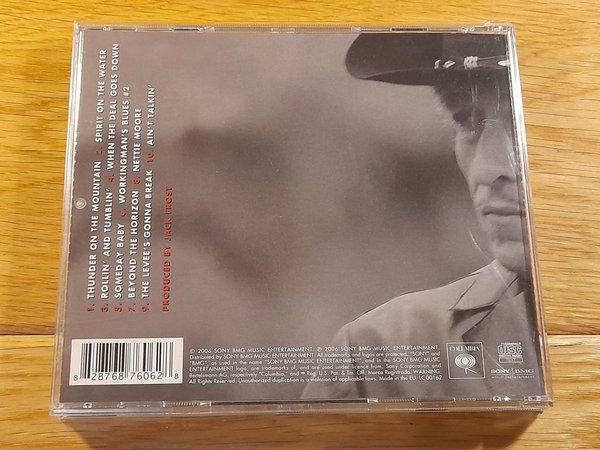 1. THUNDER ON THE MOUNTAIN 2. SPIRIT ON THE WATER
3. ROLLIN' AND TUMBLIN' 4. WHEN THE DEAL GOES DOWN
5. SOMEDAY BABY 6. WORKINGMAN'S BLUES #2
7. BEYOND THE HORIZON 8. NETTIE MOORE
9. THE LEVEE'S GONNA BREAK 10. AIN'T TALKIN'
PRODUCED BY JACK FROST
8 28768 76062 8
© 2006 SONY BMG MUSIC ENTERTAINMENT. ℗ 2006 SONY BMG MUSIC ENTERTAINMENT.
Distributed by SONY BMG MUSIC ENTERTAINMENT. All trademarks and logos are protected. "SONY" and
"BMG" as used in the name "SONY BMG MUSIC ENTERTAINMENT", and in the SONY BMG MUSIC
ENTERTAINMENT logo, are trademarks of, and are used under licence from, Sony Corporation and
Bertelsmann AG, respectively "Columbia," and ® Reg. U.S. Pat. & Tm. Off. Marca Registrada. WARNING:
All Rights Reserved. Unauthorized duplication is a violation of applicable laws. Made in the EU. LC 00162
COLUMBIA
COMPACT
disc
DIGITAL AUDIO
SONY BMG
MUSIC ENTERTAINMENT